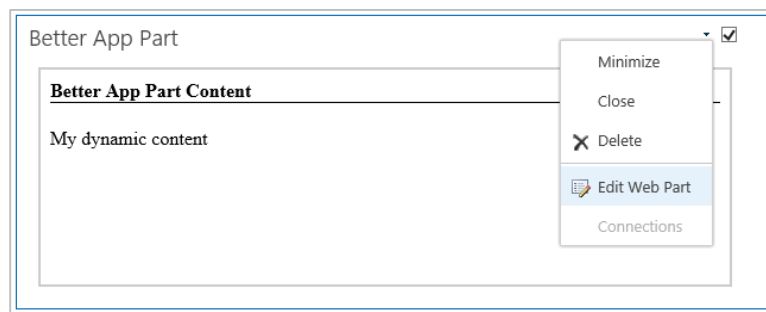 Better App Part
Minimize
Better App Part Content
Close
My dynamic content
Delete
Edit Web Part
Connections